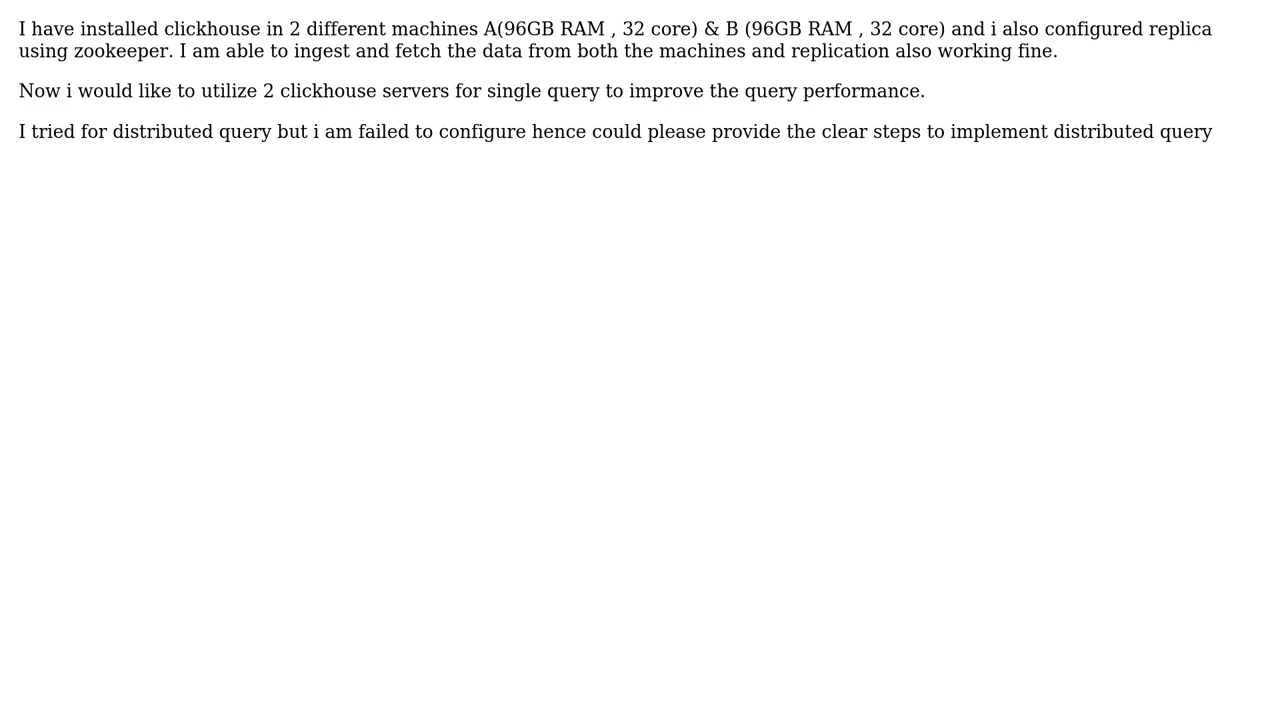 I have installed clickhouse in 2 different machines A(96GB RAM , 32 core) & B (96GB RAM , 32 core) and i also configured replica
using zookeeper. I am able to ingest and fetch the data from both the machines and replication also working fine.
Now i would like to utilize 2 clickhouse servers for single query to improve the query performance.
I tried for distributed query but i am failed to configure hence could please provide the clear steps to implement distributed query